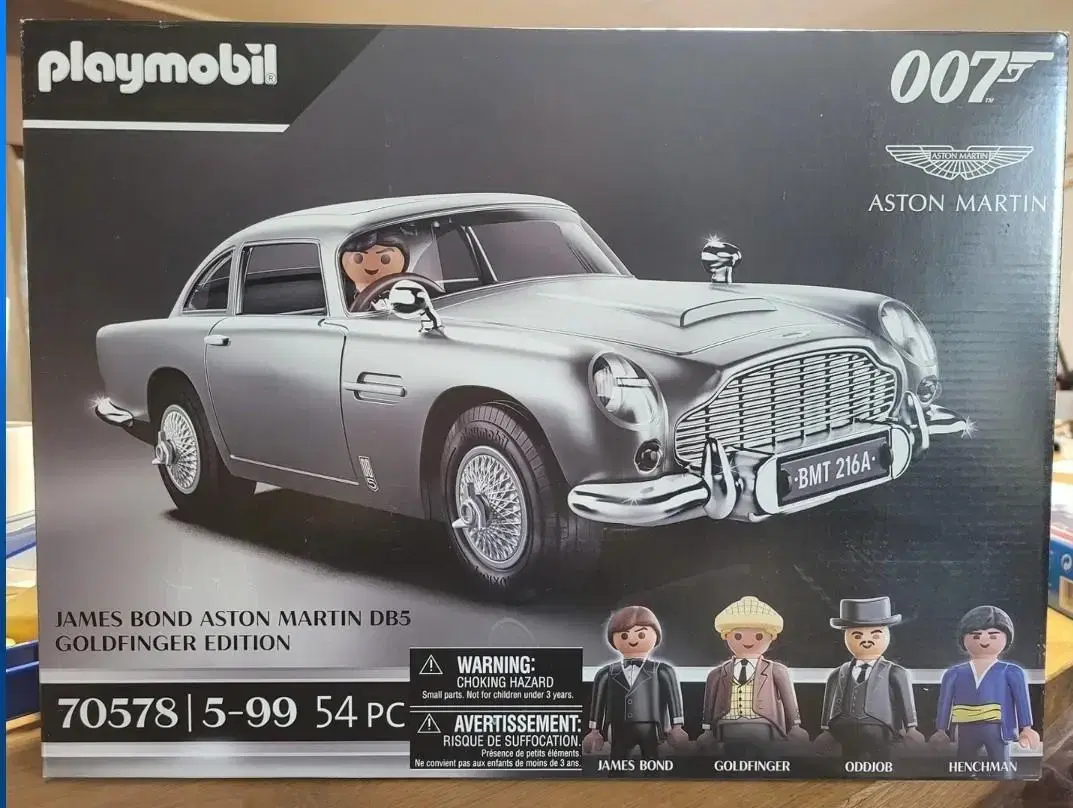 playmobil®
007™
ASTON MARTIN
ASTON MARTIN
playmobil
·BMT 216A·
JAMES BOND ASTON MARTIN DB5
GOLDFINGER EDITION
70578 | 5-99 54 PC
WARNING:
CHOKING HAZARD
Small parts. Not for children under 3 years.
AVERTISSEMENT:
RISQUE DE SUFFOCATION.
Présence de petits éléments.
Ne convient pas aux enfants de moins de 3 ans.
JAMES BOND
GOLDFINGER
ODDJOB
HENCHMAN